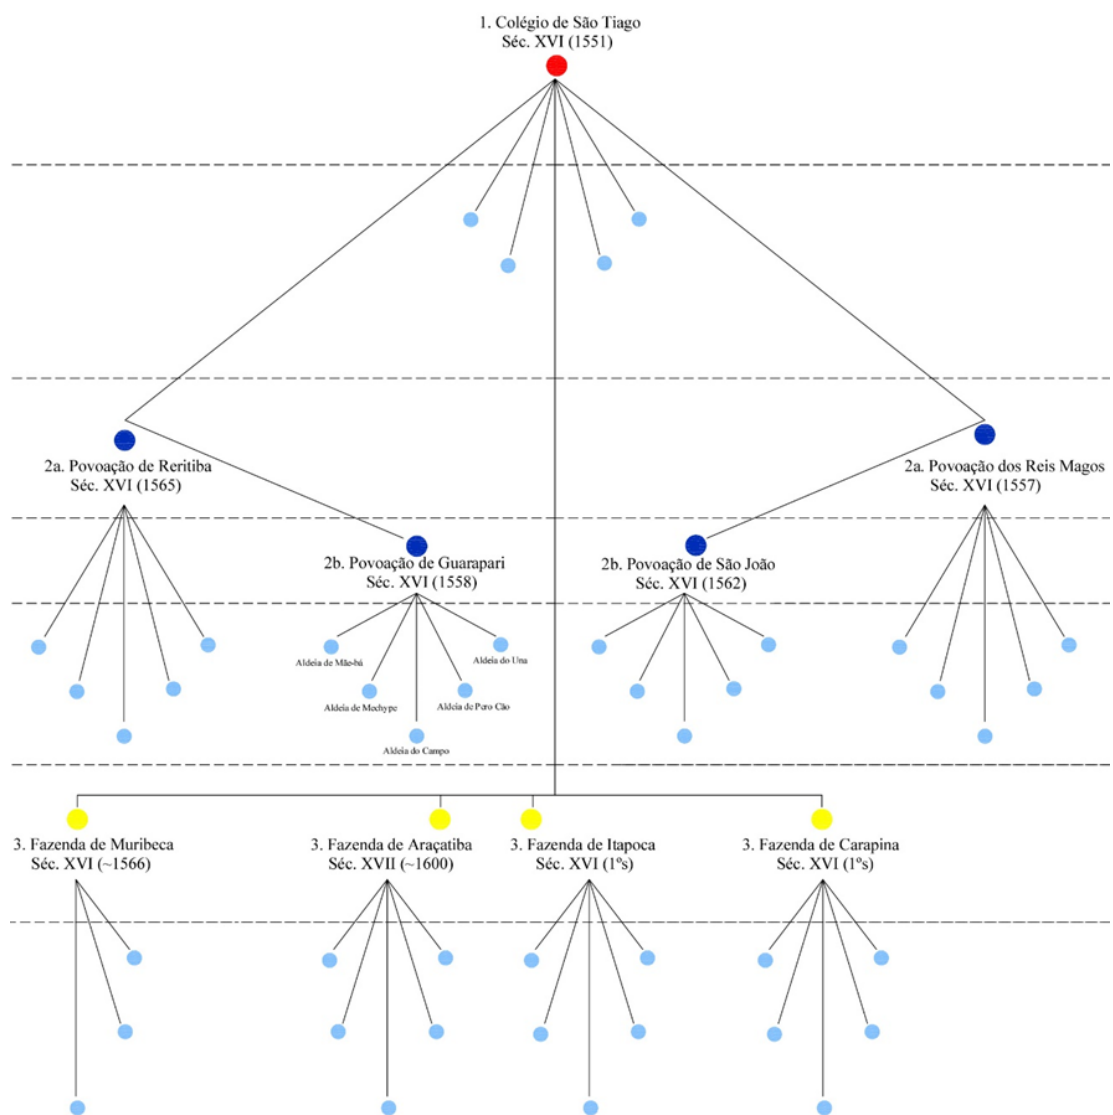 1. Colégio de São Tiago
Séc. XVI (1551)
2a. Povoação de Reritiba
Séc. XVI (1565)
2a. Povoação dos Reis Magos
Séc. XVI (1557)
2b. Povoação de Guarapari
Séc. XVI (1558)
2b. Povoação de São João
Séc. XVI (1562)
Aldeia de Mãe-bá
Aldeia do Una
Aldeia de Mechype
Aldeia de Pero Cão
Aldeia do Campo
3. Fazenda de Muribeca
Séc. XVI (~1566)
3. Fazenda de Araçatiba
Séc. XVII (~1600)
3. Fazenda de Itapoca
Séc. XVI (1ºs)
3. Fazenda de Carapina
Séc. XVI (1ºs)